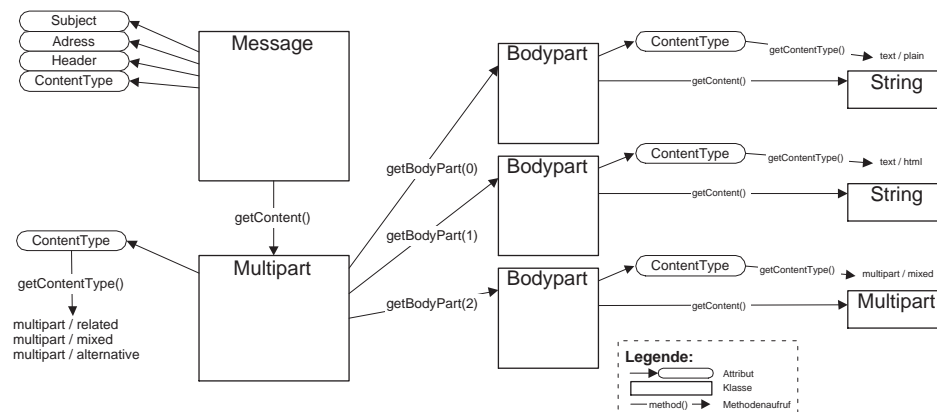 Subject
Adress
Header
ContentType
Message
getContent()
ContentType
getContentType()
multipart / related
multipart / mixed
multipart / alternative
Multipart
getBodyPart(0)
getBodyPart(1)
getBodyPart(2)
Bodypart
ContentType
getContentType()
text / plain
getContent()
String
Bodypart
ContentType
getContentType()
text / html
getContent()
String
Bodypart
ContentType
getContentType()
multipart / mixed
getContent()
Multipart
Legende:
Attribut
Klasse
method()
Methodenaufruf